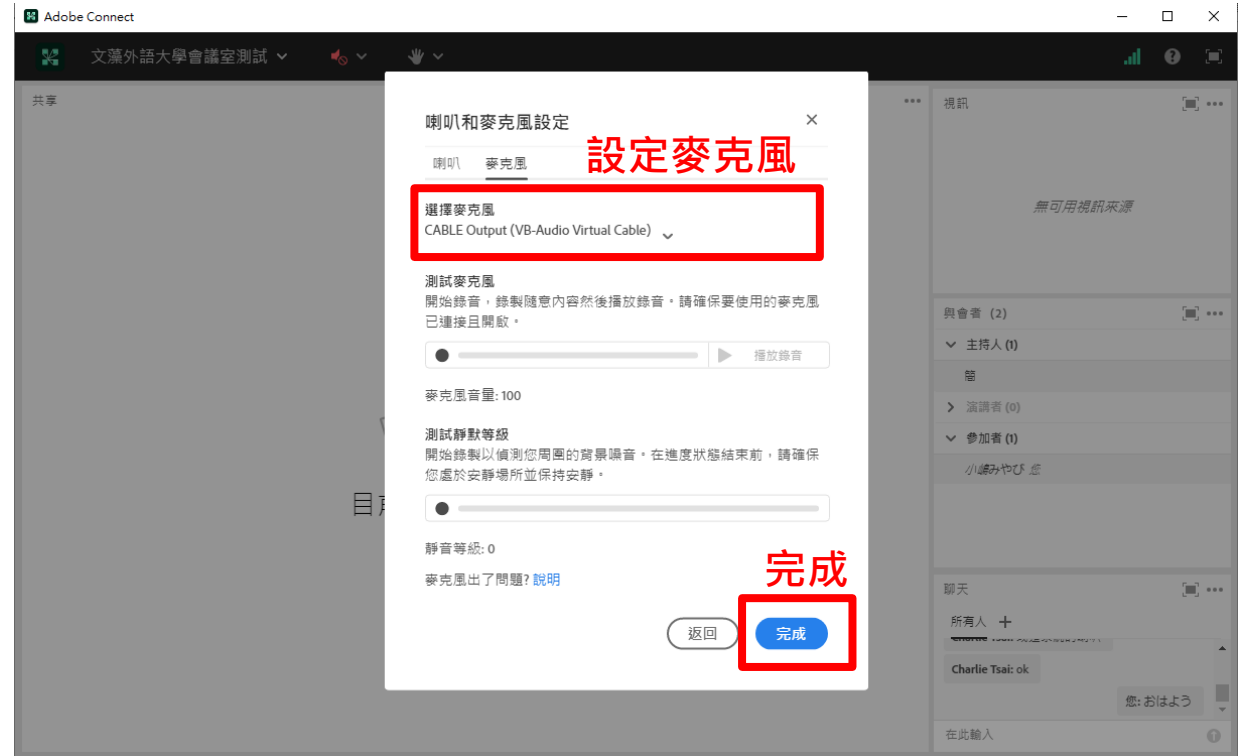 Adobe Connect
文藻外語大學會議室測試
共享
喇叭和麥克風設定
設定麥克風
喇叭
麥克風
選擇麥克風
CABLE Output (VB-Audio Virtual Cable)
測試麥克風
開始錄音，錄製隨意內容然後播放錄音。請確保要使用的麥克風
已連接且開啟。
播放錄音
麥克風音量: 100
測試靜默等級
開始錄製以偵測您周圍的背景噪音。在進度狀態結束前，請確保
您處於安靜場所並保持安靜。
靜音等級: 0
麥克風出了問題? 說明
完成
返回
完成
目
視訊
無可用視訊來源
與會者 (2)
主持人 (1)
簡
演講者 (0)
參加者 (1)
小嶋みやび 您
聊天
所有人
Charlie Tsai: ok
您: おはよう
在此輸入